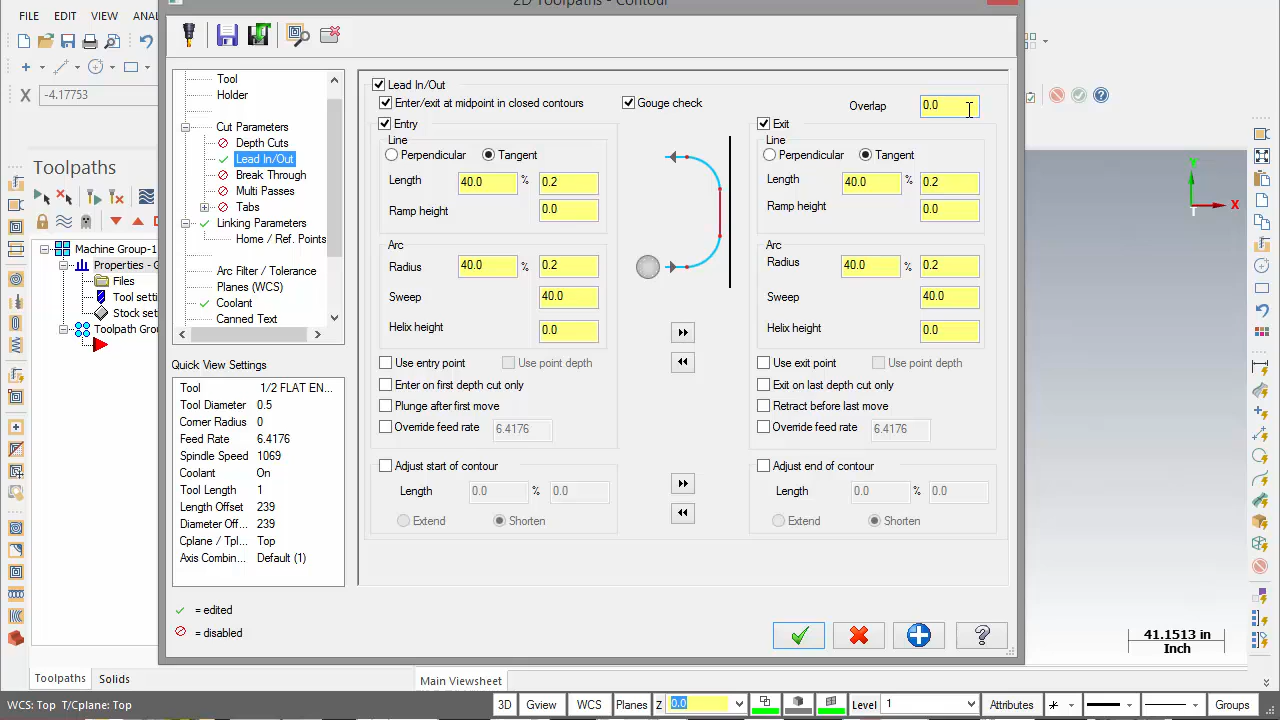 2D Toolpaths - Contour
FILE EDIT VIEW ANAL
X -4.17753
Toolpaths
Machine Group-1
Properties - G
Files
Tool setti
Stock set
Toolpath Gro
Toolpaths Solids
Tool
Holder
Cut Parameters
Depth Cuts
Lead In/Out
Break Through
Multi Passes
Tabs
Linking Parameters
Home / Ref. Points
Arc Filter / Tolerance
Planes (WCS)
Coolant
Canned Text
Quick View Settings
Tool 1/2 FLAT EN...
Tool Diameter 0.5
Corner Radius 0
Feed Rate 6.4176
Spindle Speed 1069
Coolant On
Tool Length 1
Length Offset 239
Diameter Off... 239
Cplane / Tpl... Top
Axis Combin... Default (1)
= edited
= disabled
Lead In/Out
Enter/exit at midpoint in closed contours Gouge check Overlap 0.0
Entry
Line
Perpendicular Tangent
Length 40.0 % 0.2
Ramp height 0.0
Arc
Radius 40.0 % 0.2
Sweep 40.0
Helix height 0.0
Use entry point Use point depth
Enter on first depth cut only
Plunge after first move
Override feed rate 6.4176
Adjust start of contour
Length 0.0 % 0.0
Extend Shorten
Exit
Line
Perpendicular Tangent
Length 40.0 % 0.2
Ramp height 0.0
Arc
Radius 40.0 % 0.2
Sweep 40.0
Helix height 0.0
Use exit point Use point depth
Exit on last depth cut only
Retract before last move
Override feed rate 6.4176
Adjust end of contour
Length 0.0 % 0.0
Extend Shorten
Y
X
T
41.1513 in
Inch
Main Viewsheet
WCS: Top T/Cplane: Top 3D Gview WCS Planes Z 0.0 Level 1 Attributes Groups